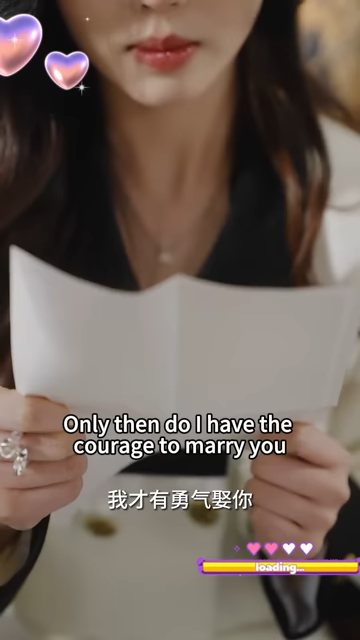 Only then do I have the
courage to marry you
我才有勇气娶你
loading...